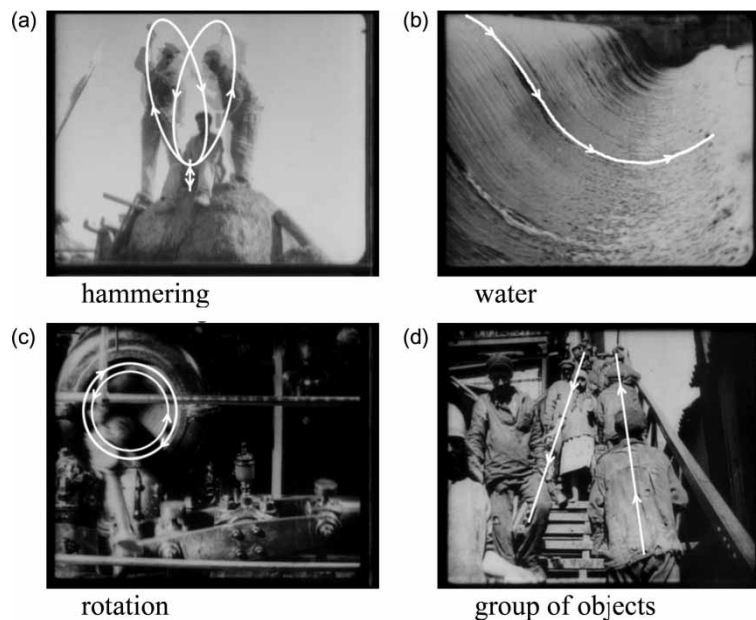 (a)
(b)
hammering
water
(c)
(d)
rotation
group of objects